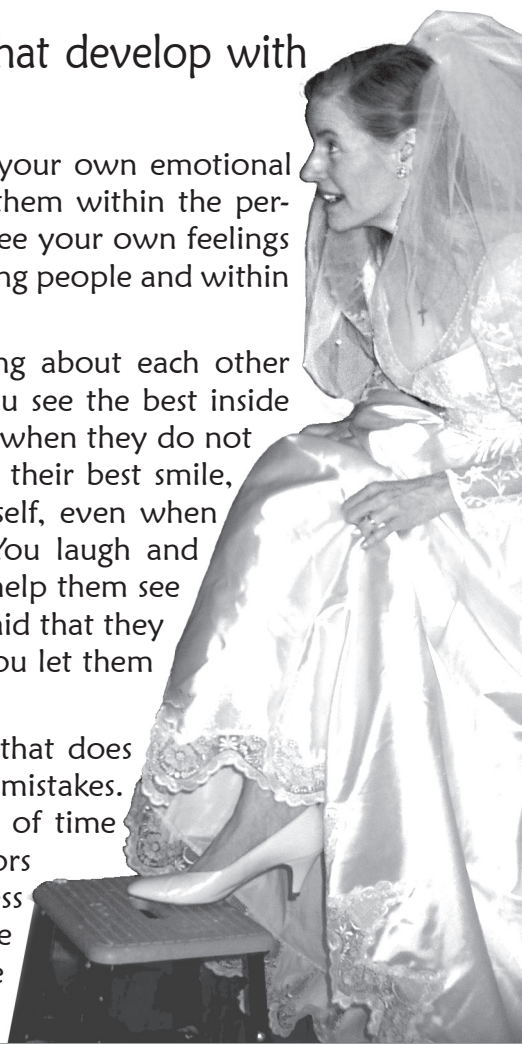 hat develop with
your own emotional
them within the per-
ee your own feelings
ng people and within
ng about each other
u see the best inside
when they do not
their best smile,
self, even when
You laugh and
help them see
aid that they
ou let them
that does
mistakes.
of time
ors
ess
e
e